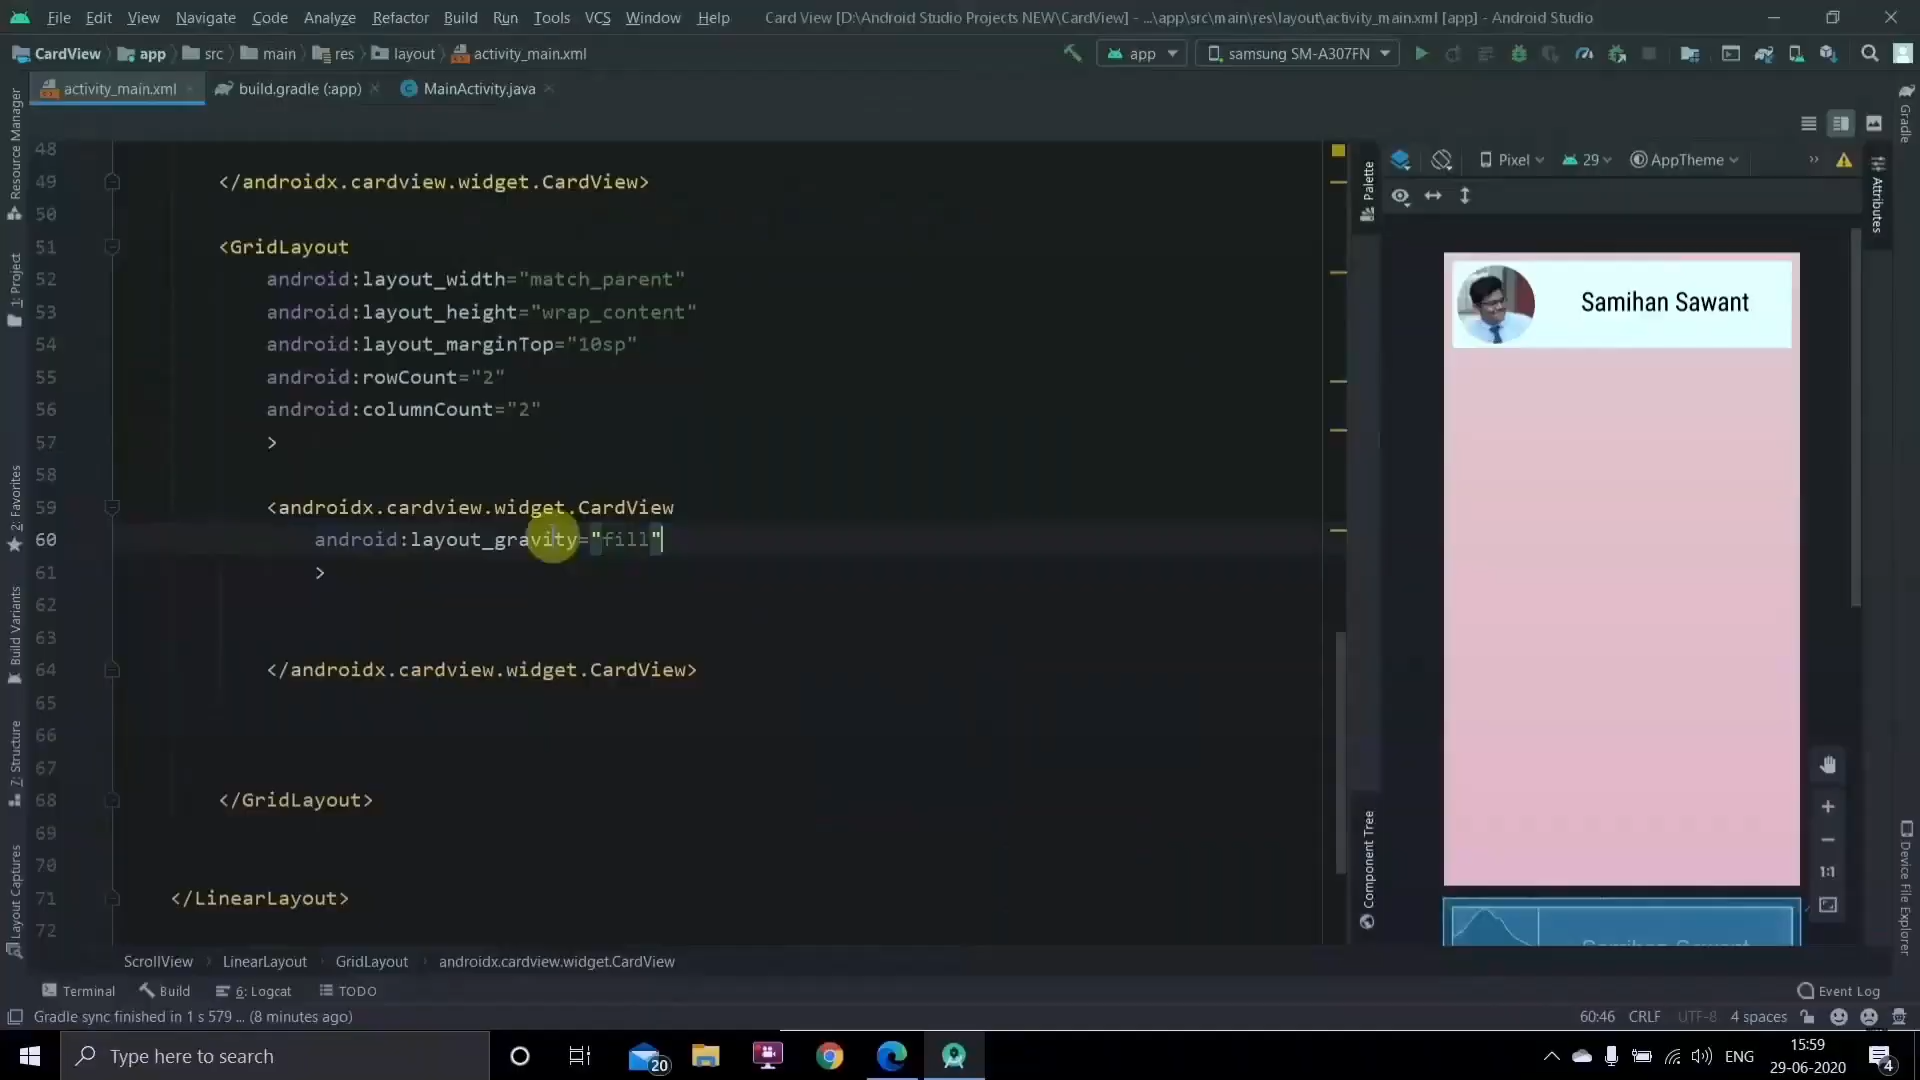 File Edit View Navigate Code Analyze Refactor Build Run Tools VCS Window Help Card View [D:\Android Studio Projects NEW\CardView] - ...\app\src\main\res\layout\activity_main.xml [app] - Android Studio
CardView app src main res layout activity_main.xml app samsung SM-A307FN
activity_main.xml build.gradle (:app) MainActivity.java
Resource Manager
1: Project
2: Favorites
Build Variants
7: Structure
Layout Captures
48
49 </androidx.cardview.widget.CardView>
50
51 <GridLayout
52 android:layout_width="match_parent"
53 android:layout_height="wrap_content"
54 android:layout_marginTop="10sp"
55 android:rowCount="2"
56 android:columnCount="2"
57 >
58
59 <androidx.cardview.widget.CardView
60 android:layout_gravity="fill"
61 >
62
63
64 </androidx.cardview.widget.CardView>
65
66
67
68 </GridLayout>
69
70
71 </LinearLayout>
72
Palette
Component Tree
Pixel 29 AppTheme
Samihan Sawant
1:1
Samihan Sawant
Gradle
Attributes
Device File Explorer
ScrollView LinearLayout GridLayout androidx.cardview.widget.CardView
Terminal Build 6: Logcat TODO Event Log
Gradle sync finished in 1 s 579 ... (8 minutes ago) 60:46 CRLF UTF-8 4 spaces
Type here to search 20 ENG 15:59
29-06-2020 4